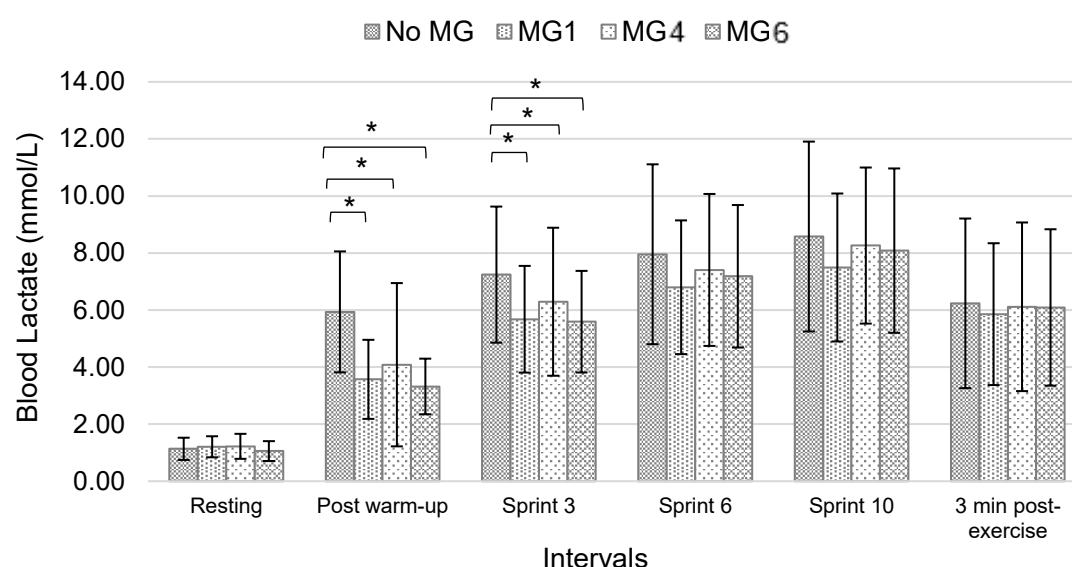 No MG MG1 MG4 MG6
14.00
12.00
10.00
8.00
6.00
4.00
2.00
0.00
Blood Lactate (mmol/L)
*
*
*
*
*
*
Resting Post warm-up Sprint 3 Sprint 6 Sprint 10 3 min post-
exercise
Intervals